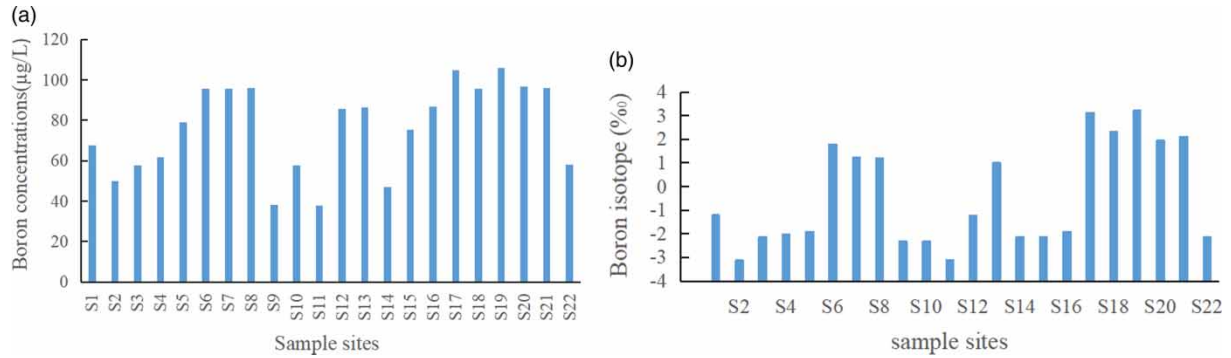 (a)
Boron concentrations(µg/L)
120
100
80
60
40
20
0
S1 S2 S3 S4 S5 S6 S7 S8 S9 S10 S11 S12 S13 S14 S15 S16 S17 S18 S19 S20 S21 S22
Sample sites
(b)
Boron isotope (‰)
4
3
2
1
0
-1
-2
-3
-4
S2 S4 S6 S8 S10 S12 S14 S16 S18 S20 S22
sample sites